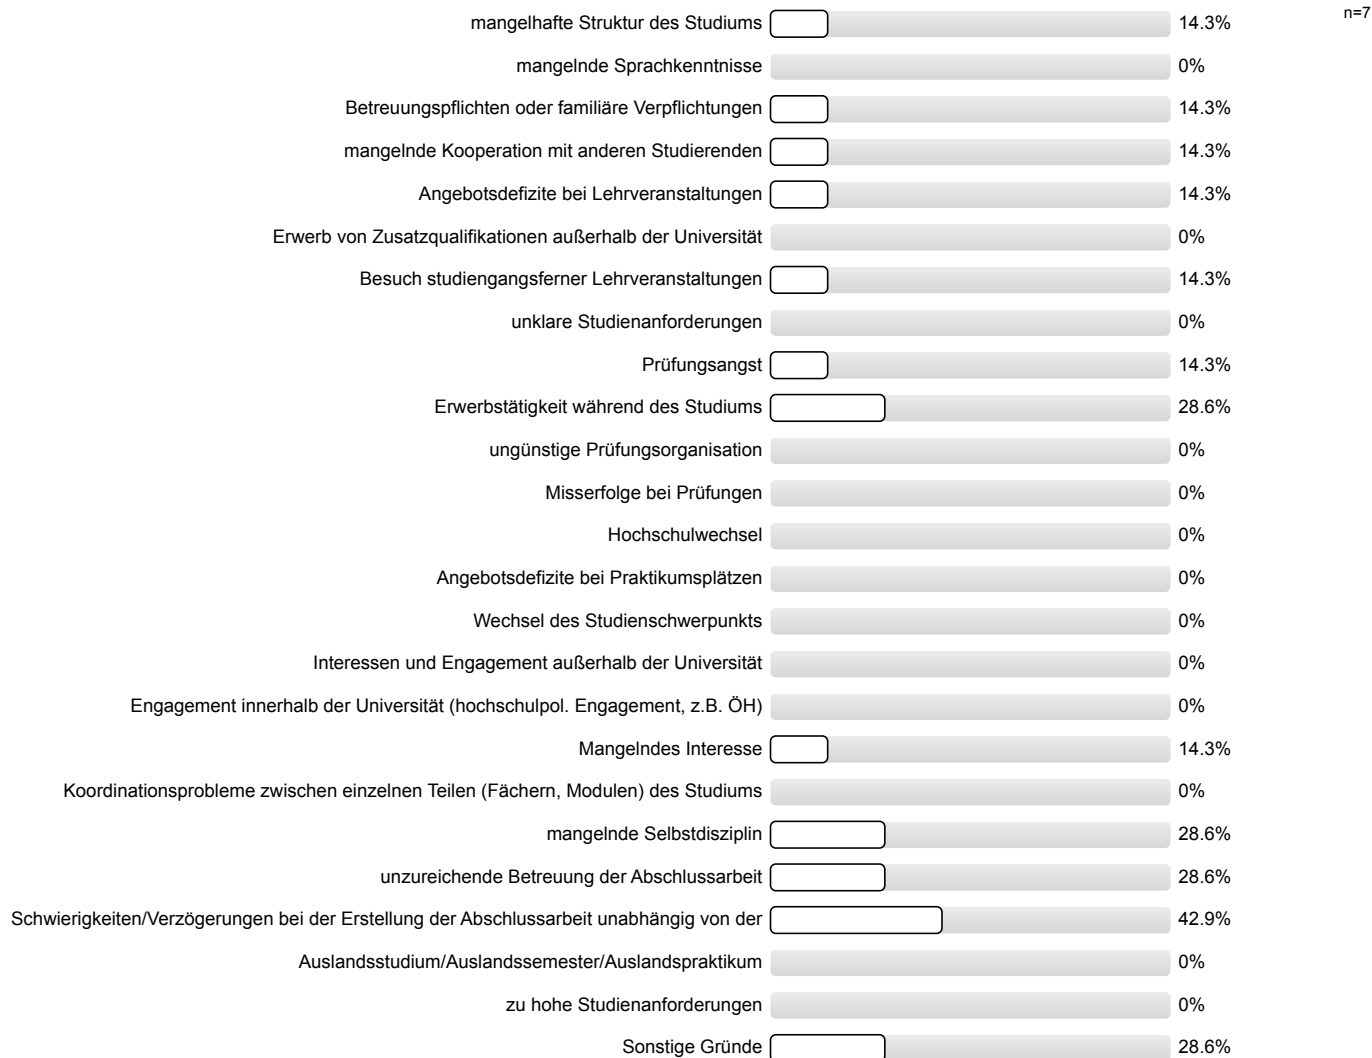 mangelhafte Struktur des Studiums 14.3% n=7
mangelnde Sprachkenntnisse 0%
Betreuungspflichten oder familiäre Verpflichtungen 14.3%
mangelnde Kooperation mit anderen Studierenden 14.3%
Angebotsdefizite bei Lehrveranstaltungen 14.3%
Erwerb von Zusatzqualifikationen außerhalb der Universität 0%
Besuch studiengangsferner Lehrveranstaltungen 14.3%
unklare Studienanforderungen 0%
Prüfungsangst 14.3%
Erwerbstätigkeit während des Studiums 28.6%
ungünstige Prüfungsorganisation 0%
Misserfolge bei Prüfungen 0%
Hochschulwechsel 0%
Angebotsdefizite bei Praktikumsplätzen 0%
Wechsel des Studienschwerpunkts 0%
Interessen und Engagement außerhalb der Universität 0%
Engagement innerhalb der Universität (hochschulpol. Engagement, z.B. ÖH) 0%
Mangelndes Interesse 14.3%
Koordinationsprobleme zwischen einzelnen Teilen (Fächern, Modulen) des Studiums 0%
mangelnde Selbstdisziplin 28.6%
unzureichende Betreuung der Abschlussarbeit 28.6%
Schwierigkeiten/Verzögerungen bei der Erstellung der Abschlussarbeit unabhängig von der 42.9%
Auslandsstudium/Auslandssemester/Auslandspraktikum 0%
zu hohe Studienanforderungen 0%
Sonstige Gründe 28.6%